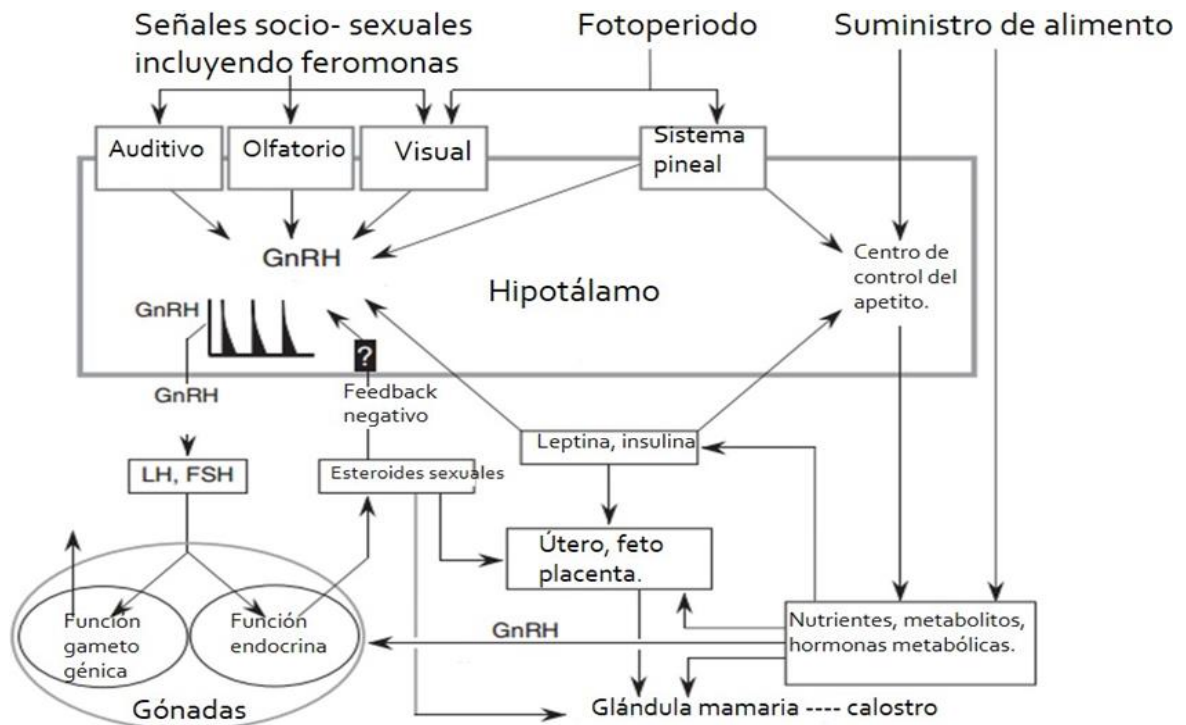 Señales socio- sexuales
incluyendo feromonas
Fotoperiodo
Suministro de alimento
Auditivo
Olfatorio
Visual
Sistema
pineal
GnRH
Centro de
control del
apetito.
Hipotálamo
GnRH
?
GnRH
Feedback
negativo
Leptina, insulina
LH, FSH
Esteroides sexuales
Útero, feto
placenta.
Función
gameto
génica
Función
endocrina
GnRH
Nutrientes, metabolitos,
hormonas metabólicas.
Gónadas
Glándula mamaria ---- calostro